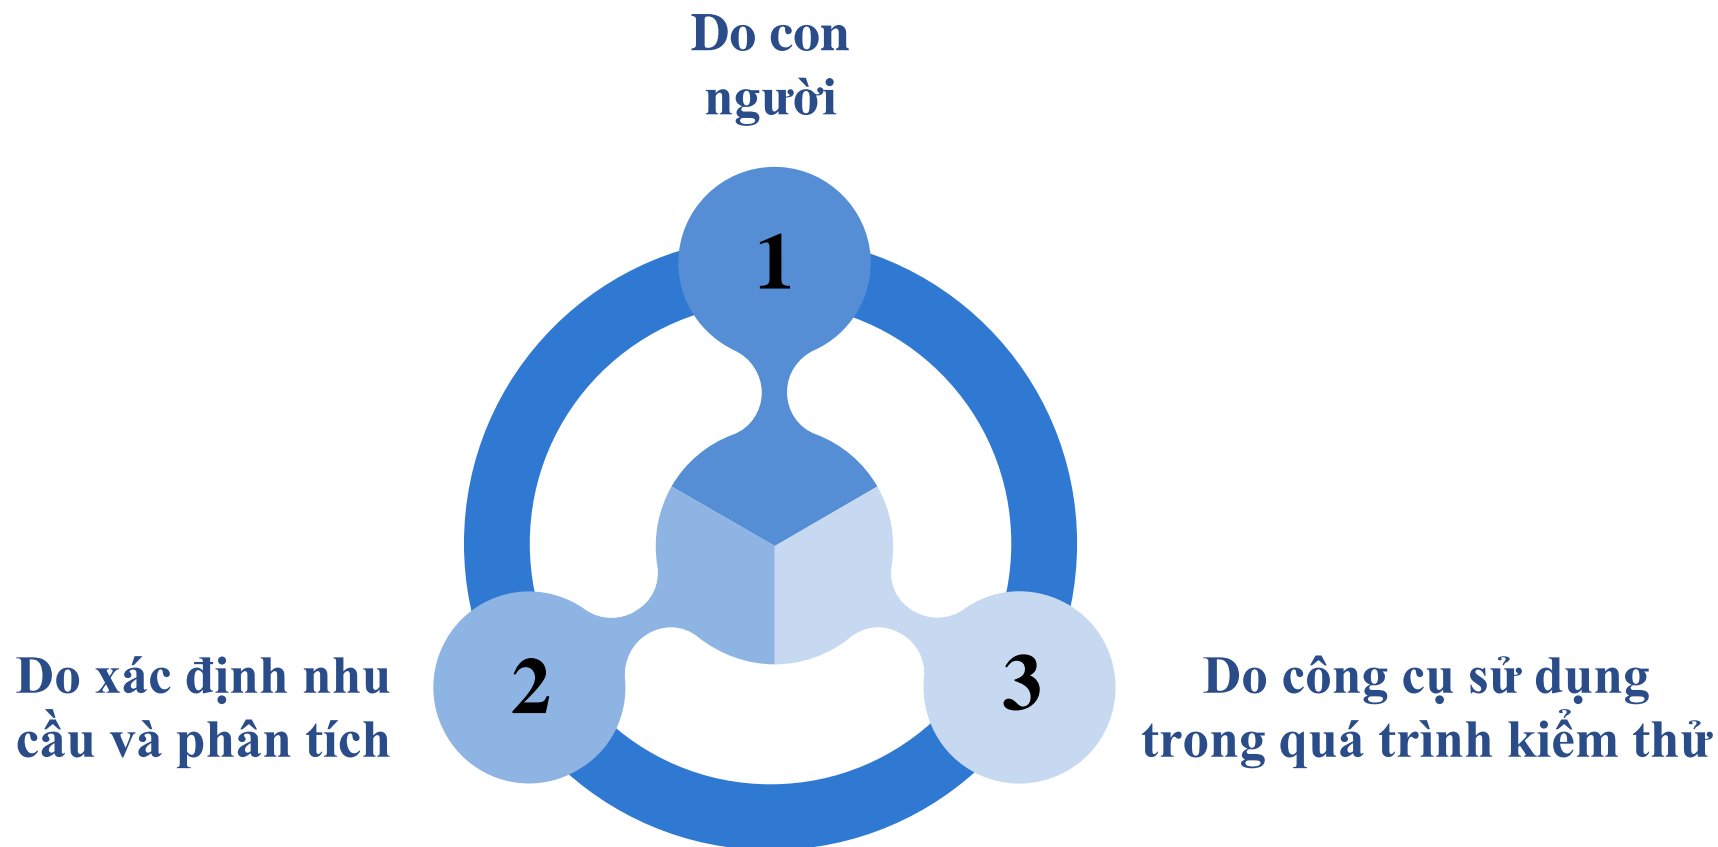 Do con
người
1
2
Do xác định nhu
cầu và phân tích
3
Do công cụ sử dụng
trong quá trình kiểm thử